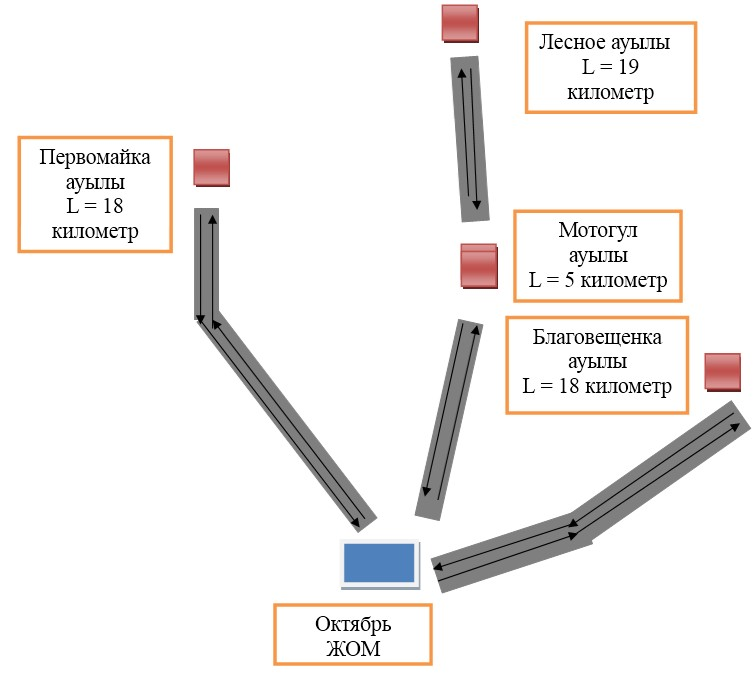 Лесное ауылы
L = 19
километр
Первомайка
ауылы
L = 18
километр
Мотогул
ауылы
L = 5 километр
Благовещенка
ауылы
L = 18 километр
Октябрь
ЖОМ